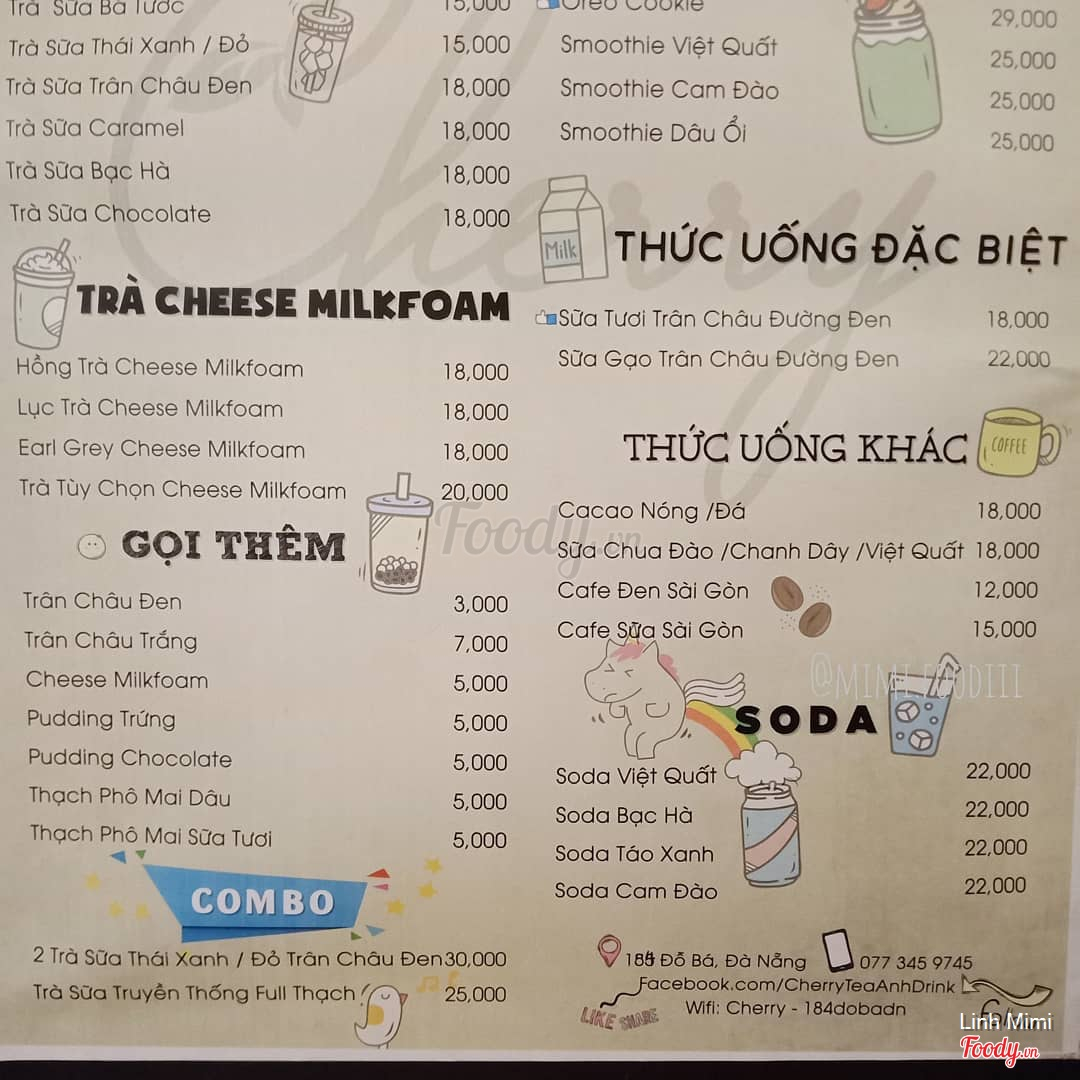 Trà Sữa Bá Tước 15,000
Trà Sữa Thái Xanh / Đỏ 15,000
Trà Sữa Trân Châu Đen 18,000
Trà Sữa Caramel 18,000
Trà Sữa Bạc Hà 18,000
Trà Sữa Chocolate 18,000
TRÀ CHEESE MILKFOAM
Hồng Trà Cheese Milkfoam 18,000
Lục Trà Cheese Milkfoam 18,000
Earl Grey Cheese Milkfoam 18,000
Trà Tùy Chọn Cheese Milkfoam 20,000
GỌI THÊM
Trân Châu Đen 3,000
Trân Châu Trắng 7,000
Cheese Milkfoam 5,000
Pudding Trứng 5,000
Pudding Chocolate 5,000
Thạch Phô Mai Dâu 5,000
Thạch Phô Mai Sữa Tươi 5,000
COMBO
2 Trà Sữa Thái Xanh / Đỏ Trân Châu Đen 30,000
Trà Sữa Truyền Thống Full Thạch 25,000
Oreo Cookie 29,000
Smoothie Việt Quất 25,000
Smoothie Cam Đào 25,000
Smoothie Dâu Ổi 25,000
Milk
THỨC UỐNG ĐẶC BIỆT
Sữa Tươi Trân Châu Đường Đen 18,000
Sữa Gạo Trân Châu Đường Đen 22,000
THỨC UỐNG KHÁC
COFFEE
Cacao Nóng /Đá 18,000
Sữa Chua Đào /Chanh Dây /Việt Quất 18,000
Cafe Đen Sài Gòn 12,000
Cafe Sữa Sài Gòn 15,000
@MIMI.FOODIII
SODA
Soda Việt Quất 22,000
Soda Bạc Hà 22,000
Soda Táo Xanh 22,000
Soda Cam Đào 22,000
Đỗ Bá, Đà Nẵng 077 345 9745
Facebook.com/CherryTeaAnhDrink
Wifi: Cherry - 184dobadn
LIKE SHARE
Cherry
Foody.vn
Linh Mimi
Foody.vn